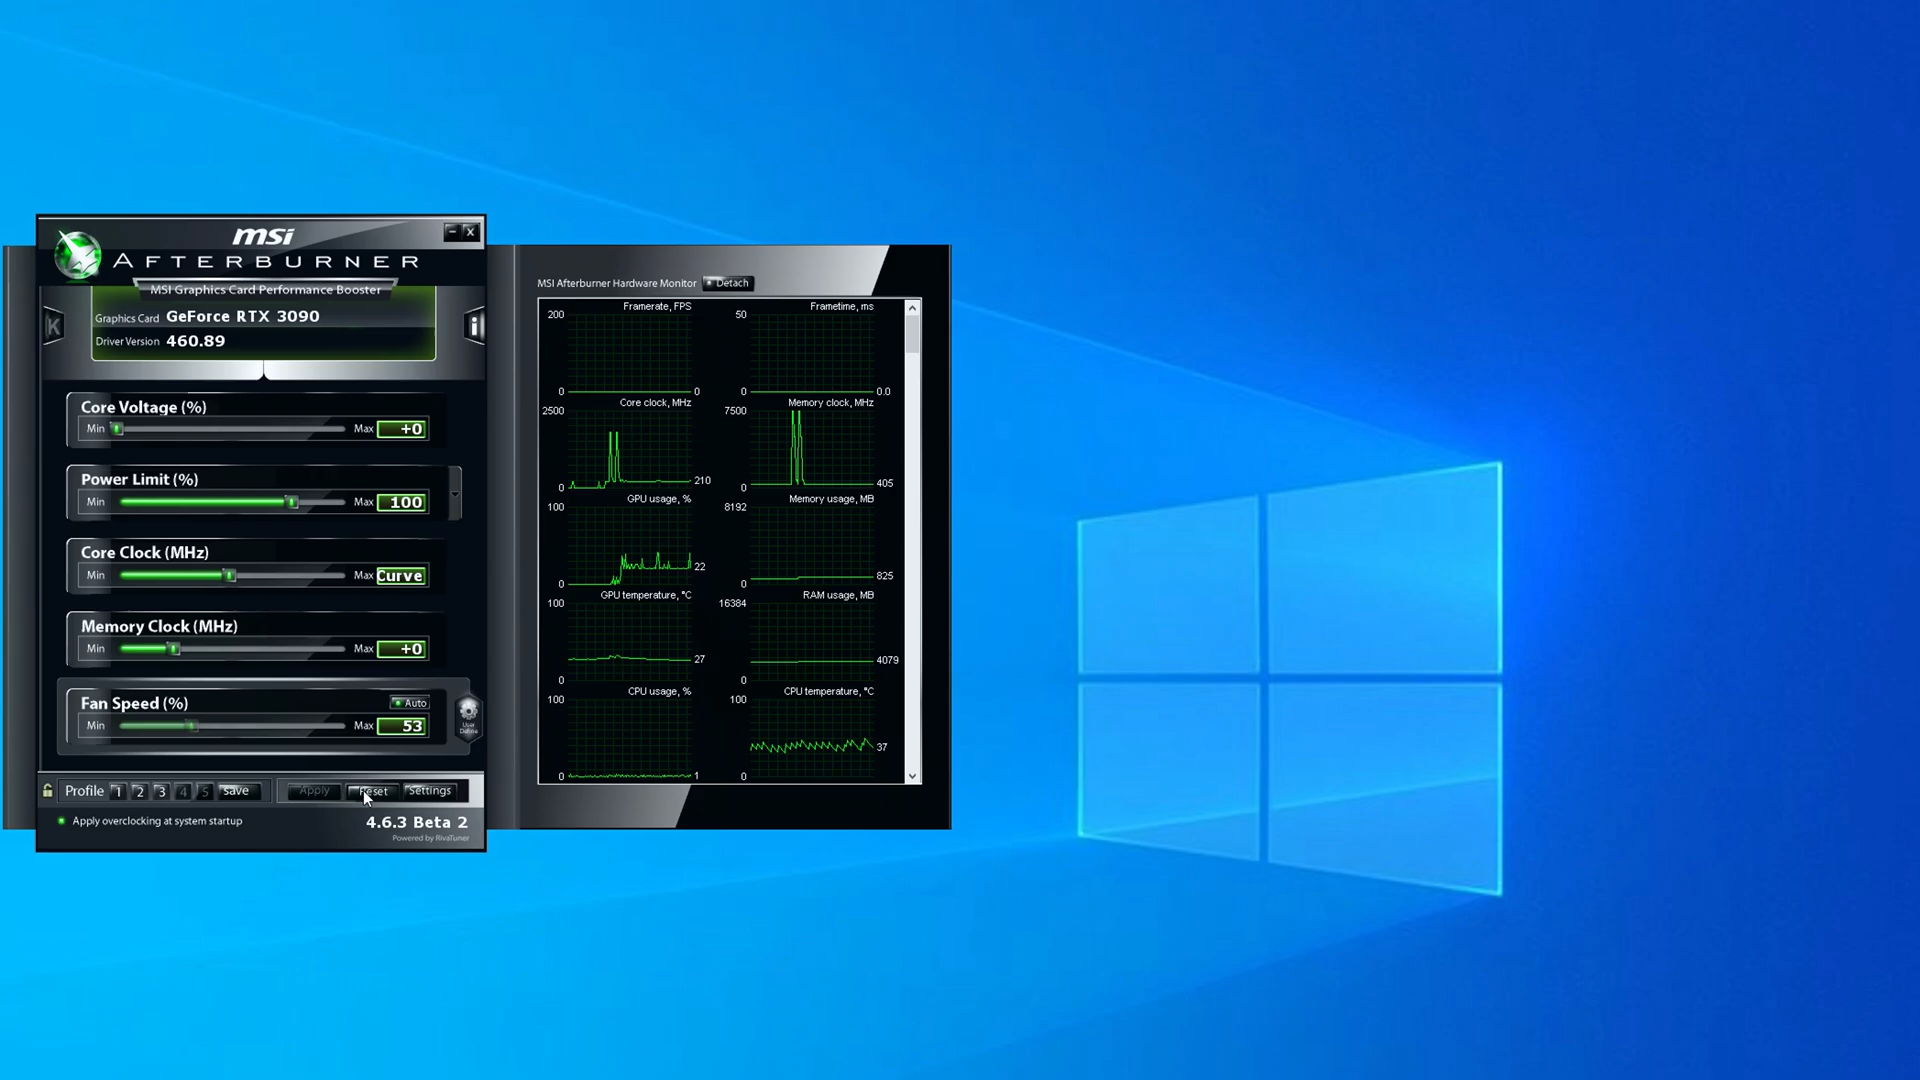 msi
AFTERBURNER
MSI Graphics Card Performance Booster
K
i
Graphics Card GeForce RTX 3090
Driver Version 460.89
Core Voltage (%)
Min Max +0
Power Limit (%)
Min Max 100
Core Clock (MHz)
Min Max Curve
Memory Clock (MHz)
Min Max +0
Fan Speed (%) Auto
Min Max 53
User
Define
Profile 1 2 3 4 5 save Apply Reset Settings
Apply overclocking at system startup
4.6.3 Beta 2
Powered by RivaTuner
MSI Afterburner Hardware Monitor Detach
Framerate, FPS
200
0 0
Frametime, ms
50
0 0.0
Core clock, MHz
2500
0 210
Memory clock, MHz
7500
0 405
GPU usage, %
100
0 22
Memory usage, MB
8192
0 825
GPU temperature, °C
100
0 27
RAM usage, MB
16384
0 4079
CPU usage, %
100
0 1
CPU temperature, °C
100
0 37